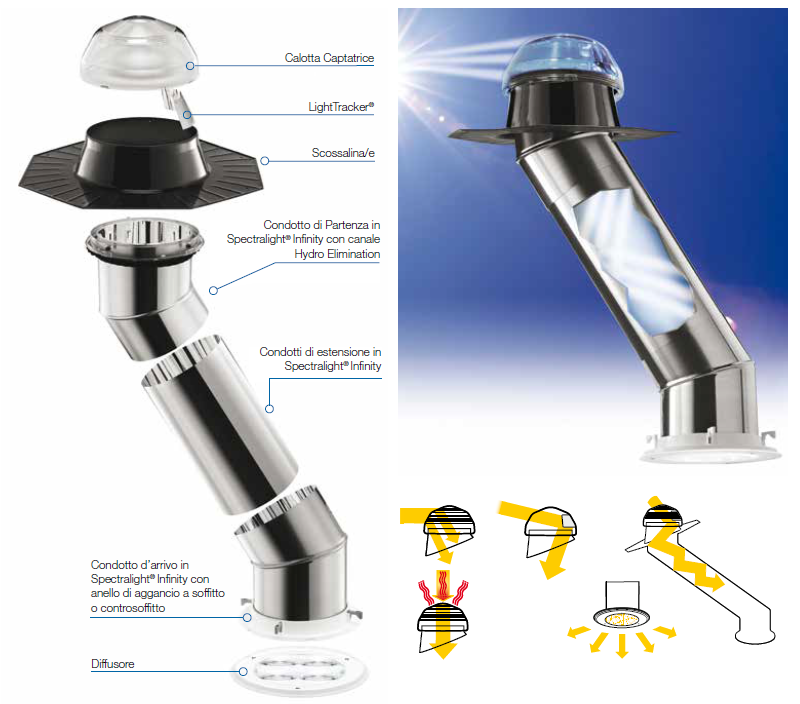 Calotta Captatrice
LightTracker®
Scossalina/e
Condotto di Partenza in
Spectralight® Infinity con canale
Hydro Elimination
Condotti di estensione in
Spectralight® Infinity
Condotto d'arrivo in
Spectralight® Infinity con
anello di aggancio a soffitto
o controsoffitto
Diffusore